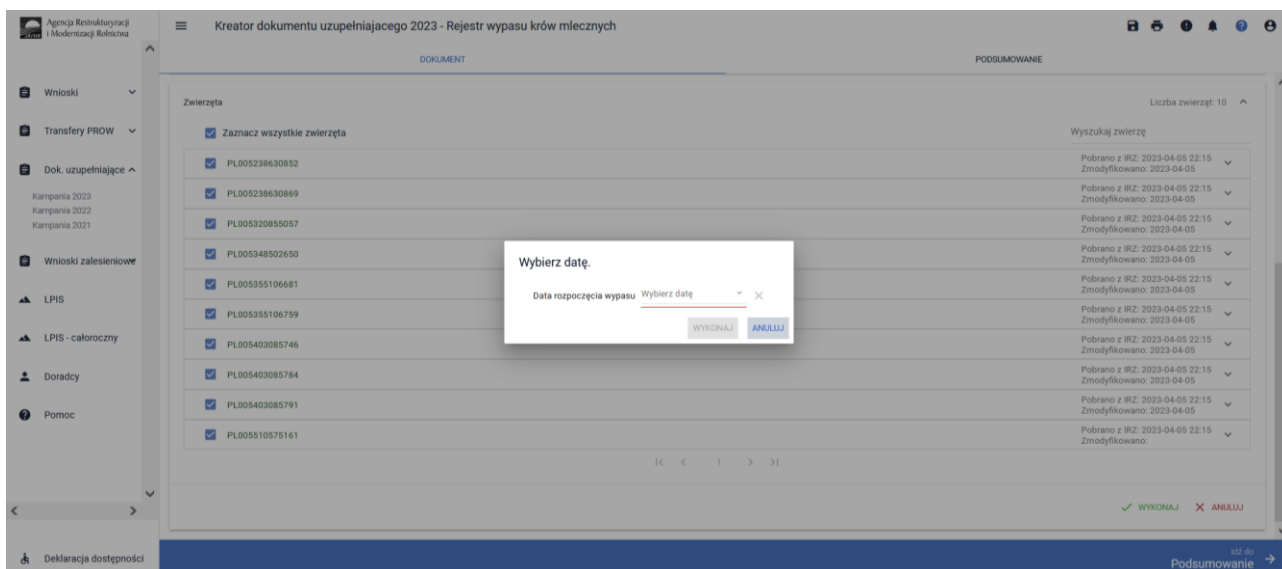 Agencja Restrukturyzacji
i Modernizacji Rolnictwa
Kreator dokumentu uzupełniajacego 2023 - Rejestr wypasu krów mlecznych
DOKUMENT
PODSUMOWANIE
Wnioski
Transfery PROW
Dok. uzupełniające
Kampania 2023
Kampania 2022
Kampania 2021
Wnioski zalesieniowe
LPIS
LPIS - całoroczny
Doradcy
Pomoc
Deklaracja dostępności
Zwierzęta
Liczba zwierząt: 10
Zaznacz wszystkie zwierzęta
Wyszukaj zwierzę
PL005238630852
Pobrano z IRZ: 2023-04-05 22:15
Zmodyfikowano: 2023-04-05
PL005238630869
Pobrano z IRZ: 2023-04-05 22:15
Zmodyfikowano: 2023-04-05
PL005320855057
Pobrano z IRZ: 2023-04-05 22:15
Zmodyfikowano: 2023-04-05
PL005348502650
Pobrano z IRZ: 2023-04-05 22:15
Zmodyfikowano: 2023-04-05
PL005355106681
Pobrano z IRZ: 2023-04-05 22:15
Zmodyfikowano: 2023-04-05
PL005355106759
Pobrano z IRZ: 2023-04-05 22:15
Zmodyfikowano: 2023-04-05
PL005403085746
Pobrano z IRZ: 2023-04-05 22:15
Zmodyfikowano: 2023-04-05
PL005403085784
Pobrano z IRZ: 2023-04-05 22:15
Zmodyfikowano: 2023-04-05
PL005403085791
Pobrano z IRZ: 2023-04-05 22:15
Zmodyfikowano: 2023-04-05
PL005510575161
Pobrano z IRZ: 2023-04-05 22:15
Zmodyfikowano:
Wybierz datę.
Data rozpoczęcia wypasu Wybierz datę
WYKONAJ ANULUJ
1
WYKONAJ ANULUJ
Idź do
Podsumowanie